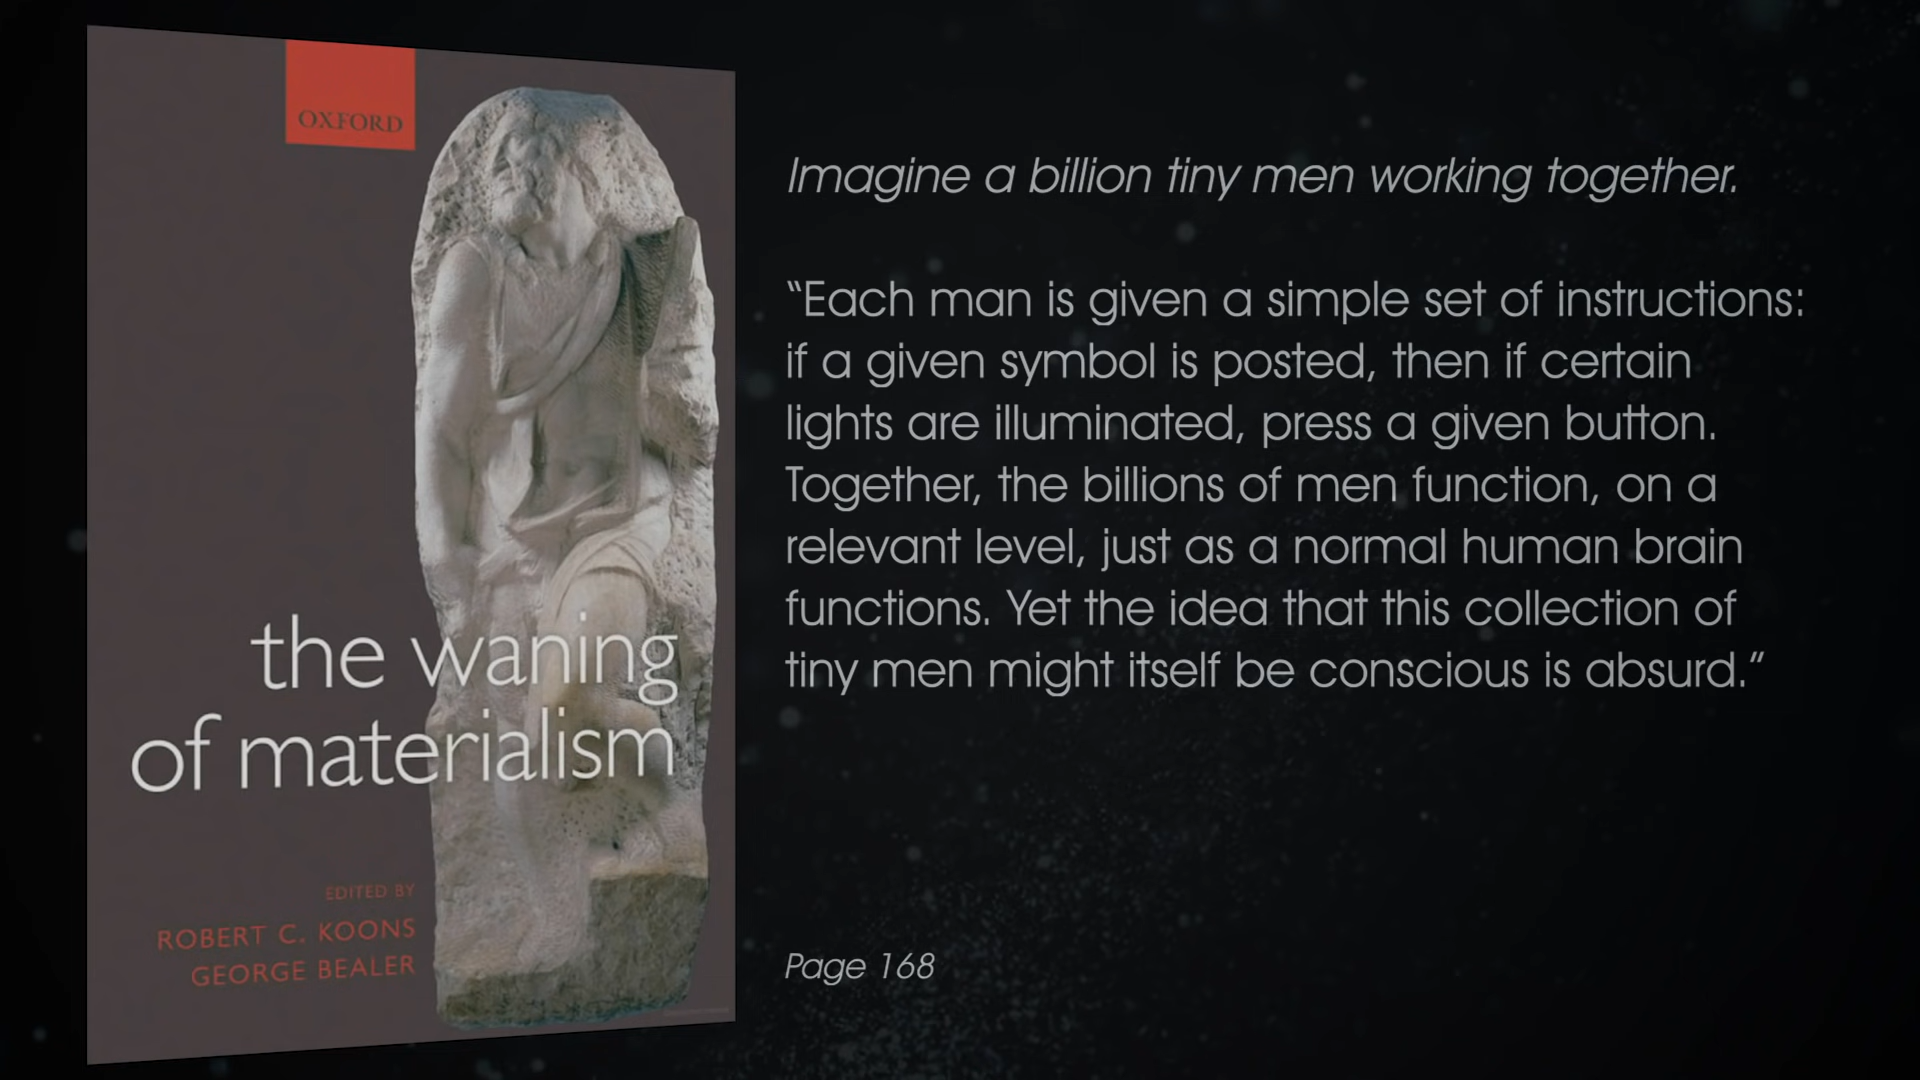 OXFORD
the waning
of materialism
EDITED BY
ROBERT C. KOONS
GEORGE BEALER
Imagine a billion tiny men working together.
“Each man is given a simple set of instructions:
if a given symbol is posted, then if certain
lights are illuminated, press a given button.
Together, the billions of men function, on a
relevant level, just as a normal human brain
functions. Yet the idea that this collection of
tiny men might itself be conscious is absurd.”
Page 168